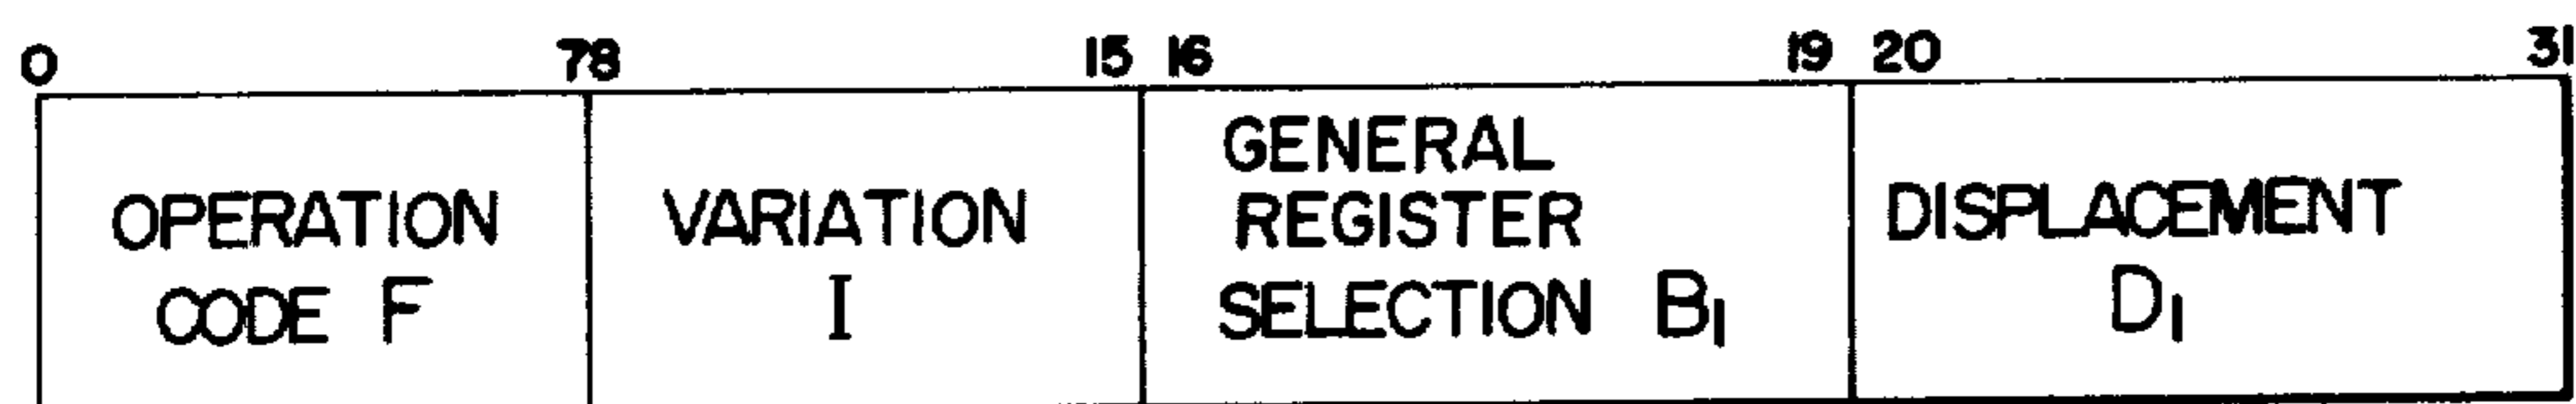 0 78 15 16 19 20 31
OPERATION
CODE F
VARIATION
I
GENERAL
REGISTER
SELECTION B1
DISPLACEMENT
D1